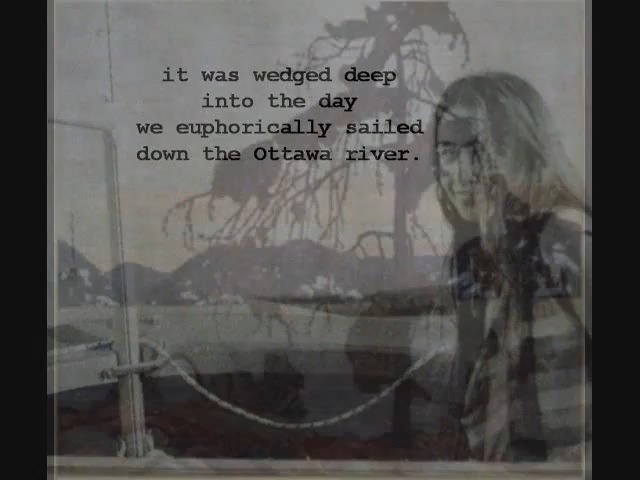 it was wedged deep
into the day
we euphorically sailed
down the Ottawa river.